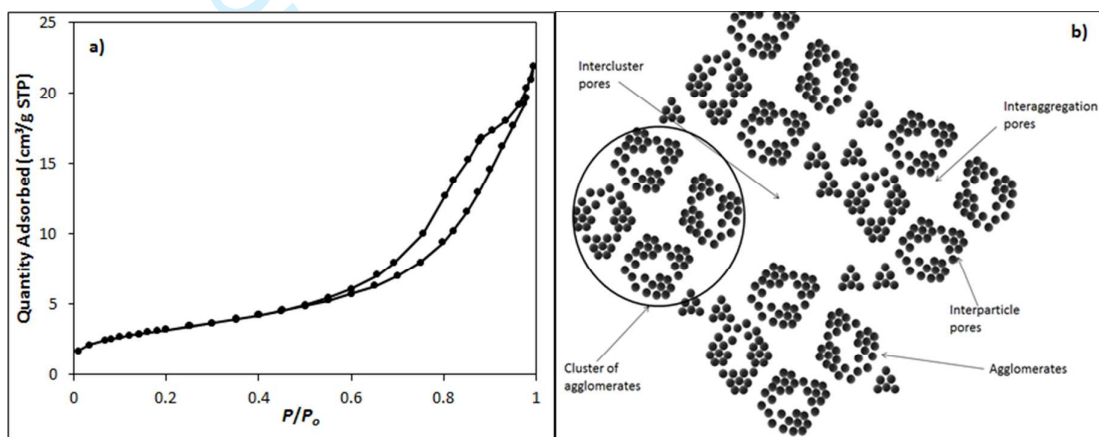 a)
Quantity Adsorbed (cm³/g STP)
25
20
15
10
5
0
0
0.2
0.4
0.6
0.8
1
P/Po
b)
Intercluster
pores
Interaggregation
pores
Interparticle
pores
Cluster of
agglomerates
Agglomerates